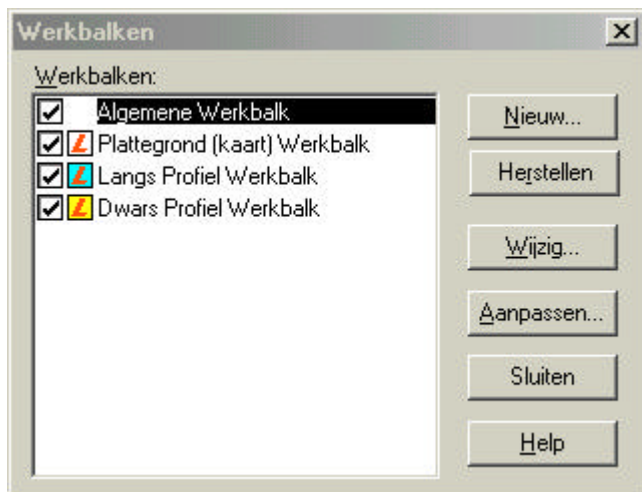 Werkbalken
Werkbalken:
Algemene Werkbalk
Plattegrond (kaart) Werkbalk
Langs Profiel Werkbalk
Dwars Profiel Werkbalk
Nieuw...
Herstellen
Wijzig...
Aanpassen...
Sluiten
Help